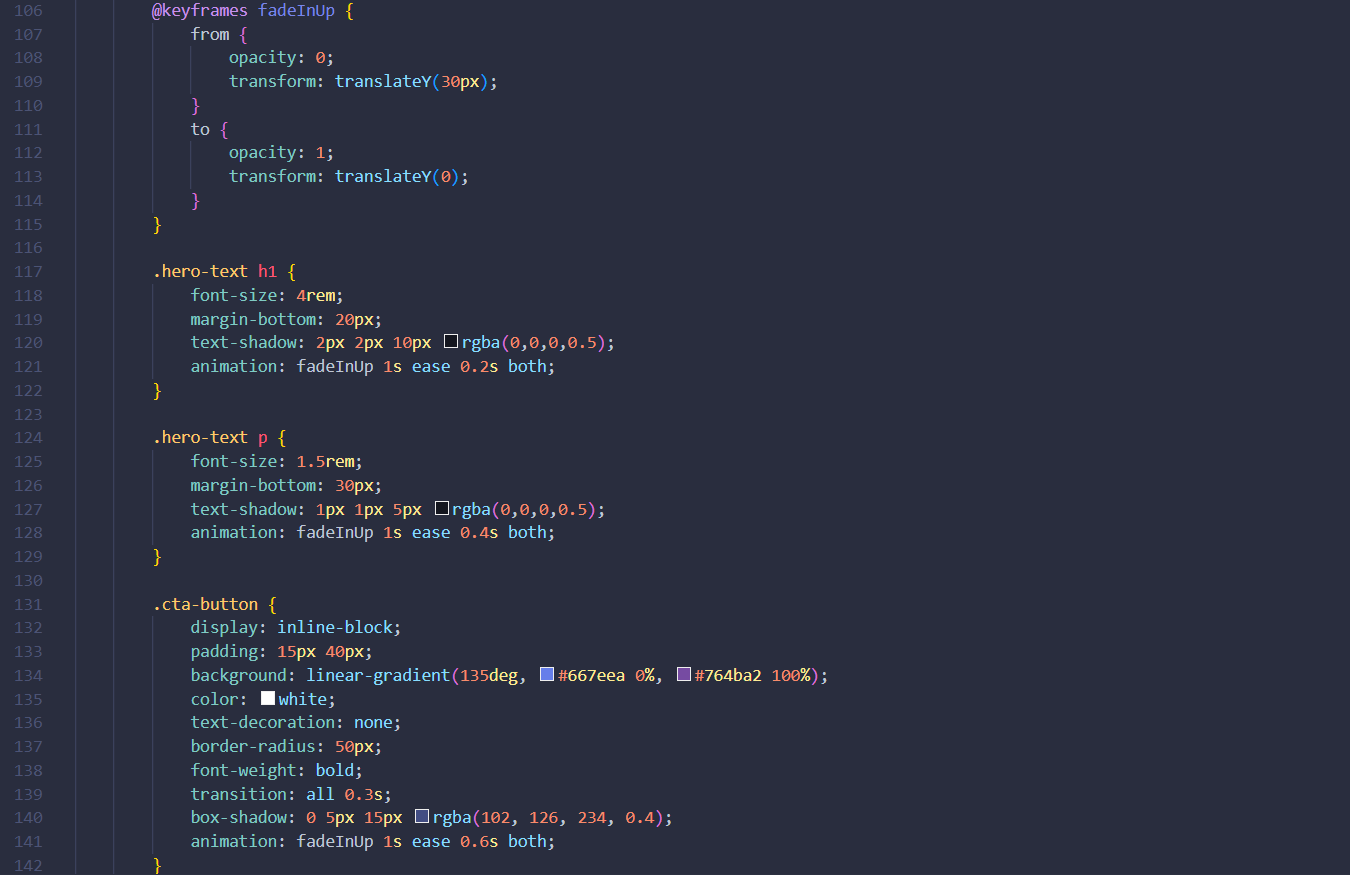 106 @keyframes fadeInUp {
107 from {
108 opacity: 0;
109 transform: translateY(30px);
110 }
111 to {
112 opacity: 1;
113 transform: translateY(0);
114 }
115 }
116
117 .hero-text h1 {
118 font-size: 4rem;
119 margin-bottom: 20px;
120 text-shadow: 2px 2px 10px rgba(0,0,0,0.5);
121 animation: fadeInUp 1s ease 0.2s both;
122 }
123
124 .hero-text p {
125 font-size: 1.5rem;
126 margin-bottom: 30px;
127 text-shadow: 1px 1px 5px rgba(0,0,0,0.5);
128 animation: fadeInUp 1s ease 0.4s both;
129 }
130
131 .cta-button {
132 display: inline-block;
133 padding: 15px 40px;
134 background: linear-gradient(135deg, #667eea 0%, #764ba2 100%);
135 color: white;
136 text-decoration: none;
137 border-radius: 50px;
138 font-weight: bold;
139 transition: all 0.3s;
140 box-shadow: 0 5px 15px rgba(102, 126, 234, 0.4);
141 animation: fadeInUp 1s ease 0.6s both;
142 }